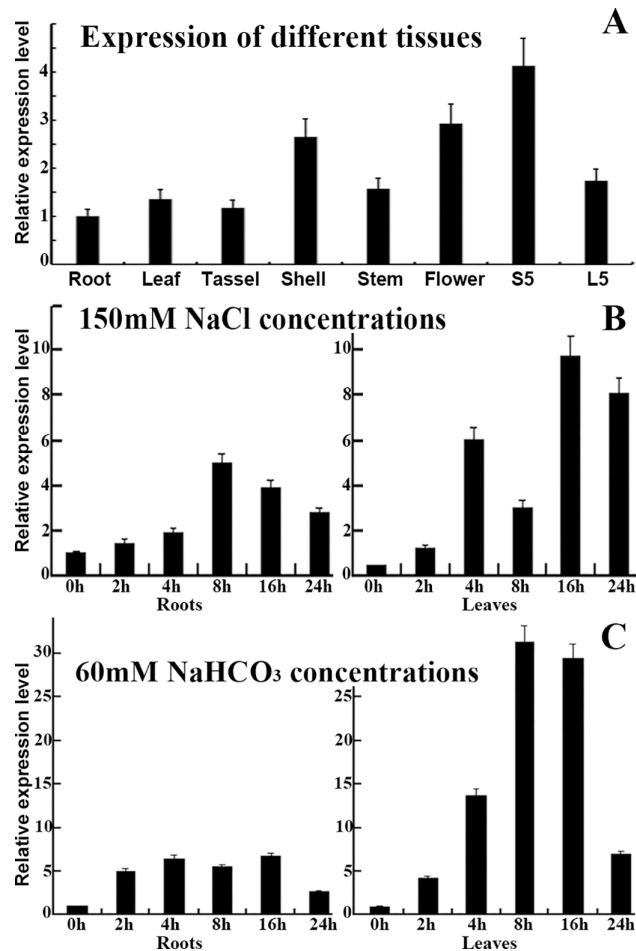 A
Expression of different tissues
Relative expression level
4
3
2
1
0
Root Leaf Tassel Shell Stem Flower S5 L5
B
150mM NaCl concentrations
Relative expression level
10
8
6
4
2
0
0h 2h 4h 8h 16h 24h
Roots
10
8
6
4
2
0
0h 2h 4h 8h 16h 24h
Leaves
C
60mM NaHCO₃ concentrations
Relative expression level
30
25
20
15
10
5
0
0h 2h 4h 8h 16h 24h
Roots
25
20
15
10
5
0
0h 2h 4h 8h 16h 24h
Leaves